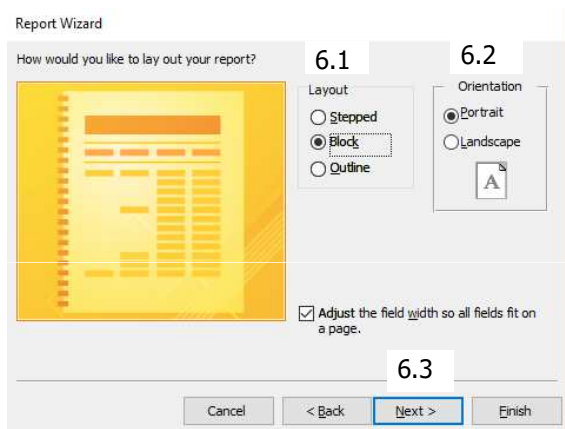 Report Wizard
How would you like to lay out your report?
6.1
6.2
Layout
Stepped
Block
Outline
Orientation
Portrait
Landscape
A
Adjust the field width so all fields fit on
a page.
6.3
Cancel
< Back
Next >
Finish